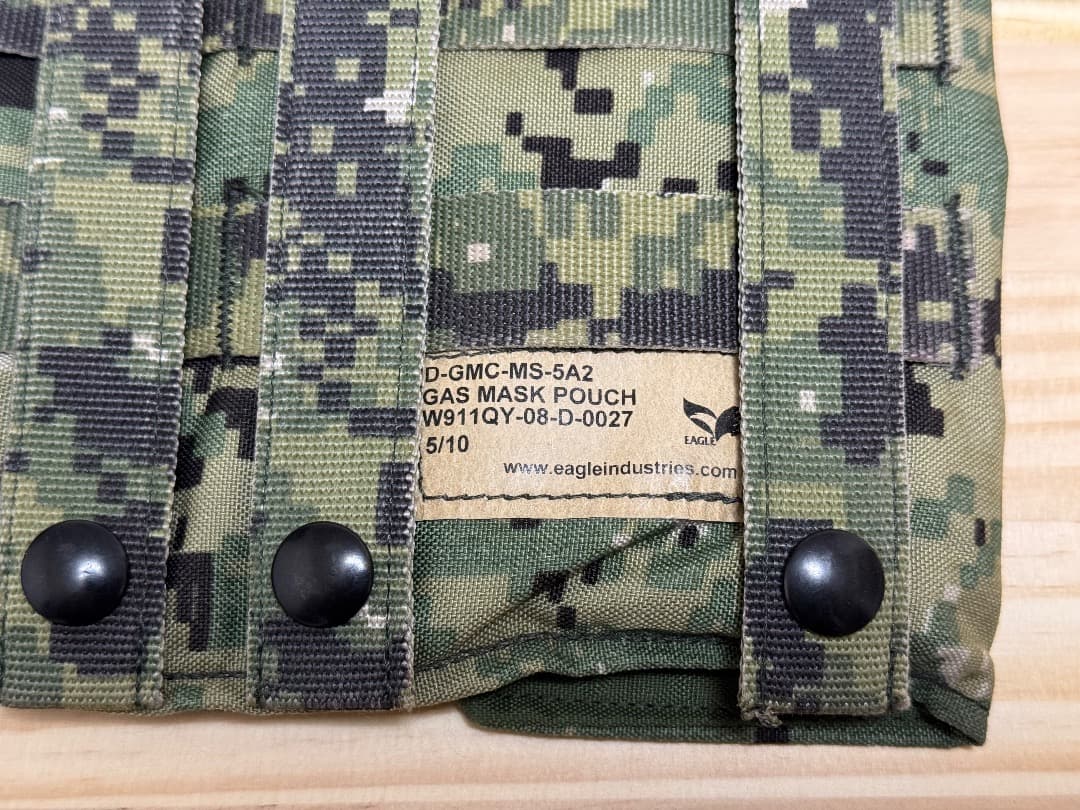 D-GMC-MS-5A2
GAS MASK POUCH
W911QY-08-D-0027
5/10
EAGLE
www.eagleindustries.com